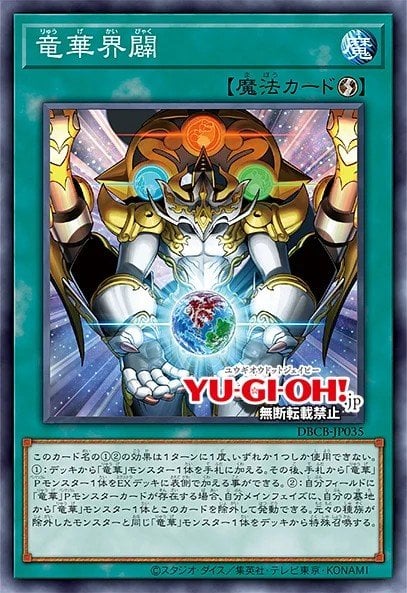 竜華界闢
りゅう げ かい びゃく
魔
【魔法カード】
ま ほう
ユウギオウドットジェイピー
YU-GI-OH!.jp
無断転載禁止
DBCB-JP035
このカード名の①②の効果は1ターンに1度、いずれか1つしか使用できない。
①:デッキから「竜華」モンスター1体を手札に加える。その後、手札から「竜華」
Pモンスター1体をEXデッキに表側で加える事ができる。②:自分フィールド
に「竜華」Pモンスターカードが存在する場合、自分メインフェイズに、自分の墓地
から「竜華」モンスター1体とこのカードを除外して発動できる。元々の種族が
除外したモンスターと同じ「竜華」モンスター1体をデッキから特殊召喚する。
©スタジオ・ダイス/集英社・テレビ東京・KONAMI